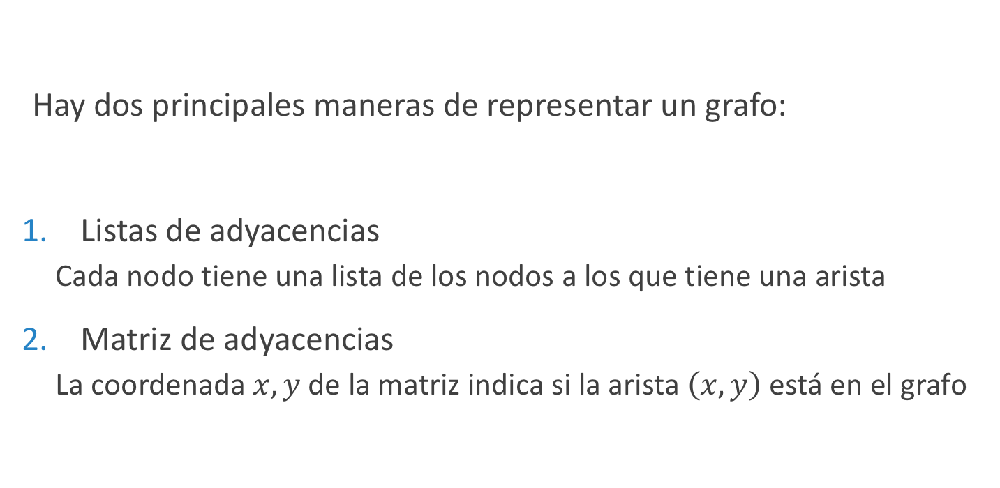 Hay dos principales maneras de representar un grafo:
1. Listas de adyacencias
Cada nodo tiene una lista de los nodos a los que tiene una arista
2. Matriz de adyacencias
La coordenada x, y de la matriz indica si la arista (x, y) está en el grafo